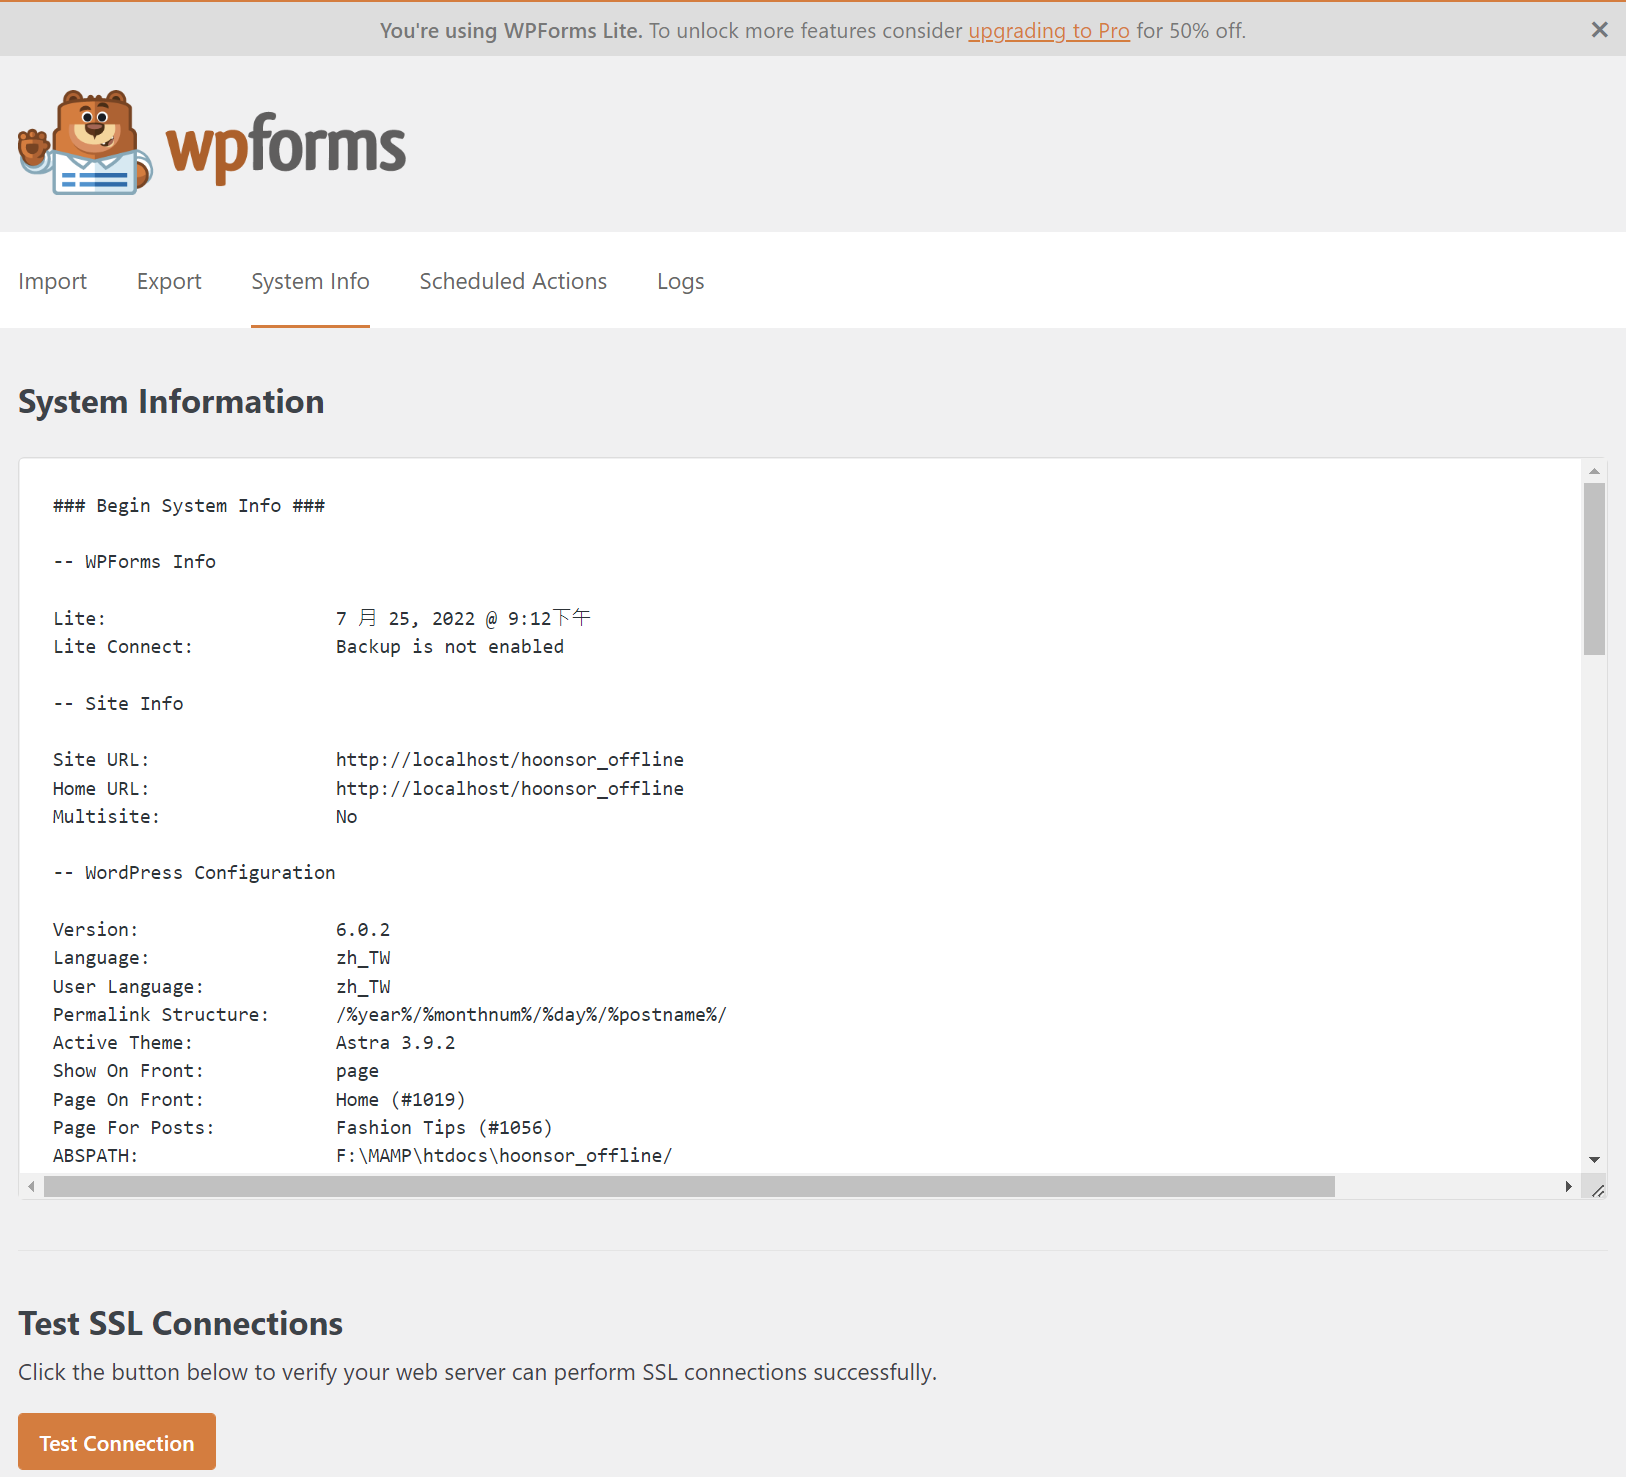 You're using WPForms Lite. To unlock more features consider upgrading to Pro for 50% off.
wpforms
Import Export System Info Scheduled Actions Logs
System Information
### Begin System Info ###
-- WPForms Info
Lite: 7 月 25, 2022 @ 9:12下午
Lite Connect: Backup is not enabled
-- Site Info
Site URL: http://localhost/hoonsor_offline
Home URL: http://localhost/hoonsor_offline
Multisite: No
-- WordPress Configuration
Version: 6.0.2
Language: zh_TW
User Language: zh_TW
Permalink Structure: /%year%/%monthnum%/%day%/%postname%/
Active Theme: Astra 3.9.2
Show On Front: page
Page On Front: Home (#1019)
Page For Posts: Fashion Tips (#1056)
ABSPATH: F:\MAMP\htdocs\hoonsor_offline/
Test SSL Connections
Click the button below to verify your web server can perform SSL connections successfully.
Test Connection